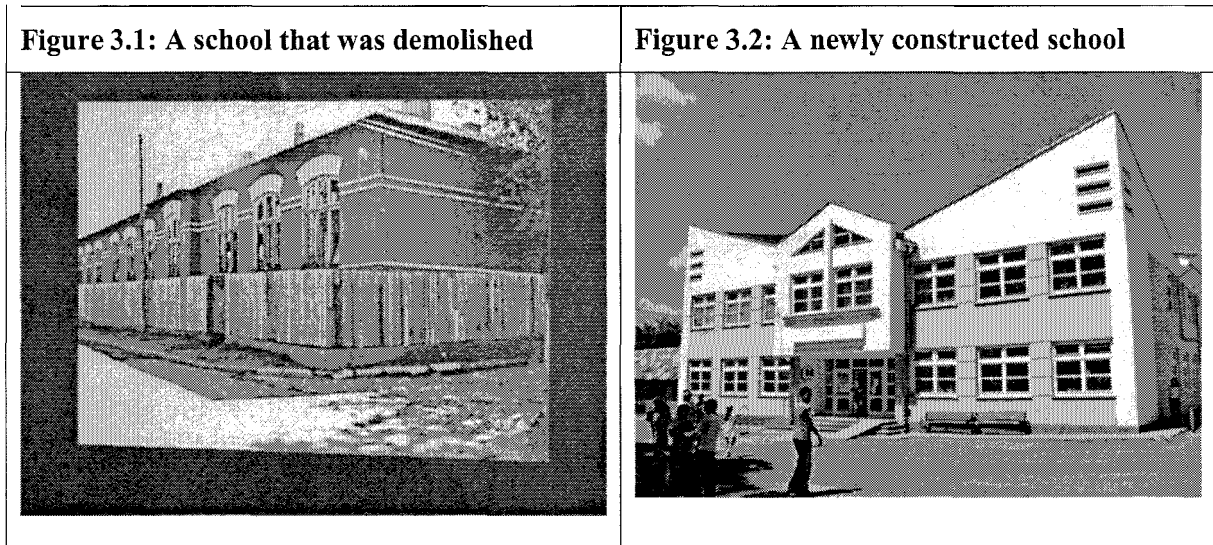 Figure 3.1: A school that was demolished
Figure 3.2: A newly constructed school